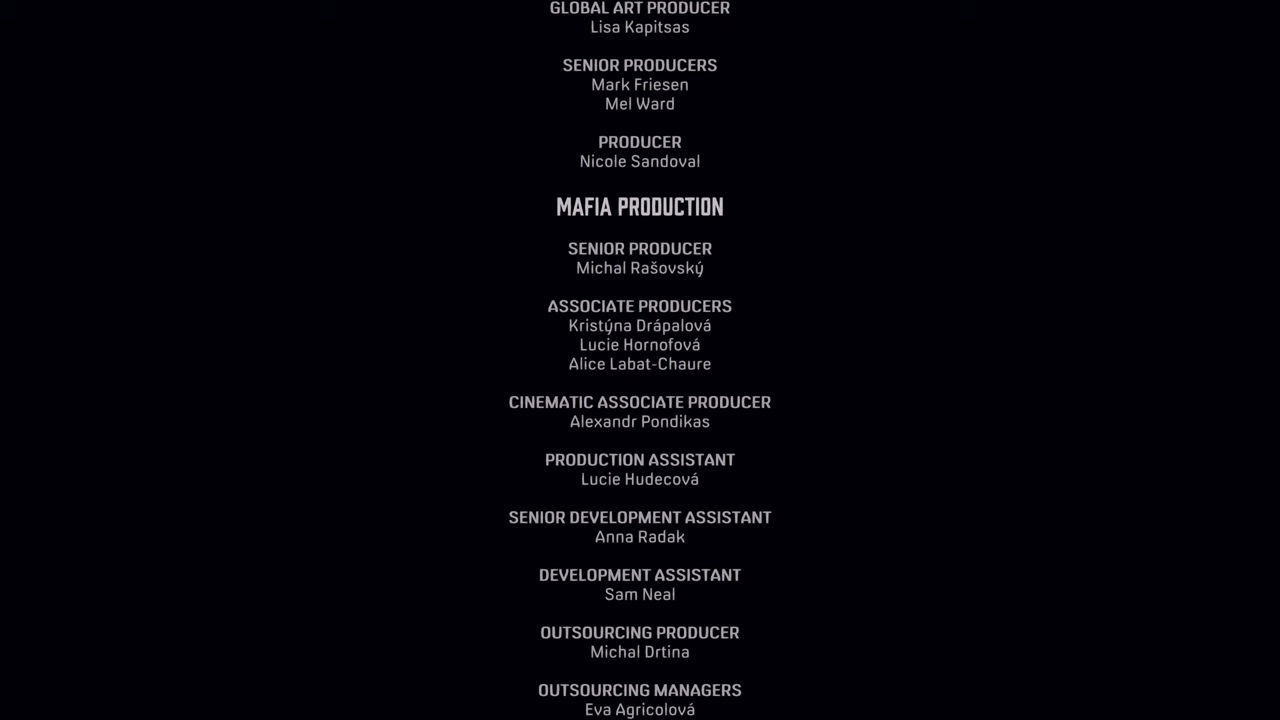 GLOBAL ART PRODUCER
Lisa Kapitsas
SENIOR PRODUCERS
Mark Friesen
Mel Ward
PRODUCER
Nicole Sandoval
MAFIA PRODUCTION
SENIOR PRODUCER
Michal Rašovský
ASSOCIATE PRODUCERS
Kristýna Drápalová
Lucie Hornofová
Alice Labat-Chaure
CINEMATIC ASSOCIATE PRODUCER
Alexandr Pondikas
PRODUCTION ASSISTANT
Lucie Hudecová
SENIOR DEVELOPMENT ASSISTANT
Anna Radak
DEVELOPMENT ASSISTANT
Sam Neal
OUTSOURCING PRODUCER
Michal Drtina
OUTSOURCING MANAGERS
Eva Agricolová